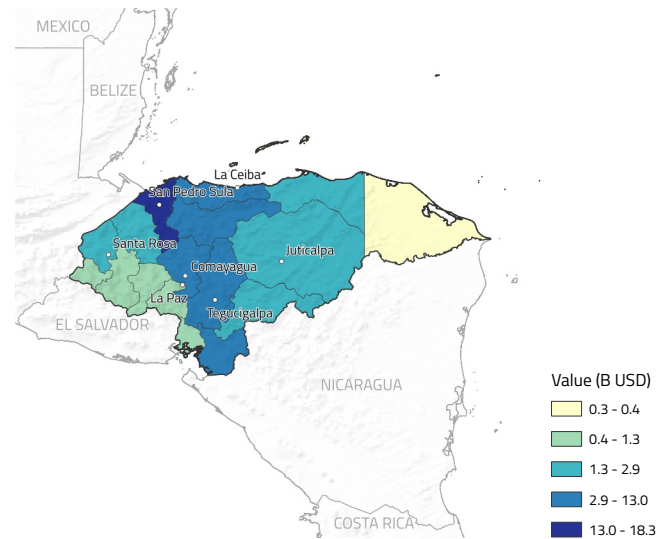 MEXICO
BELIZE
La Ceiba
San Pedro Sula
Santa Rosa
Juticalpa
Comayagua
La Paz
Tegucigalpa
EL SALVADOR
NICARAGUA
COSTA RICA
Value (B USD)
0.3 - 0.4
0.4 - 1.3
1.3 - 2.9
2.9 - 13.0
13.0 - 18.3